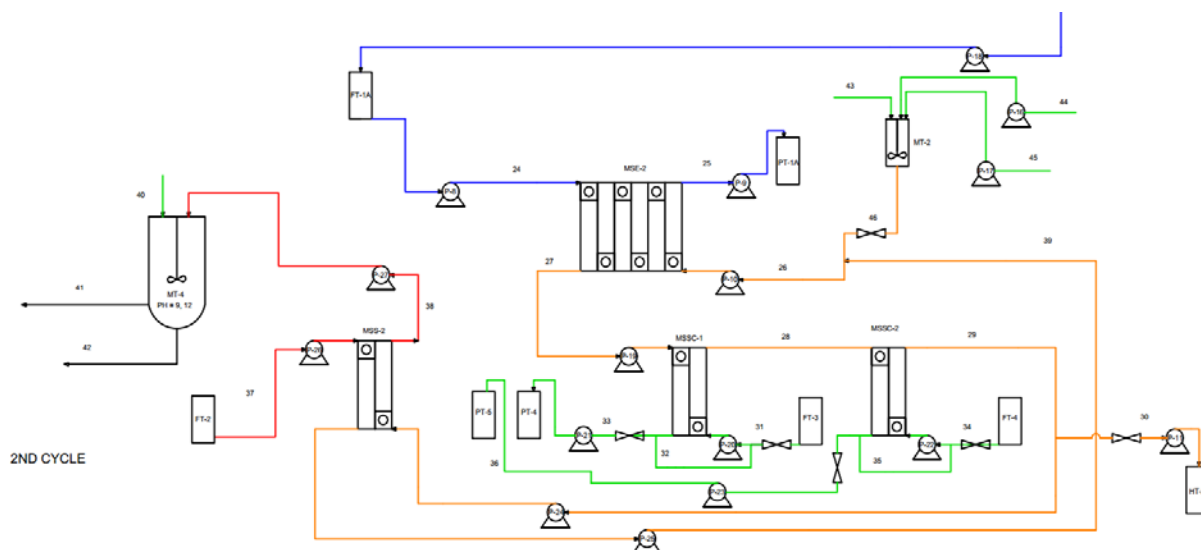 P-18
FT-1A
43
P-16
44
MT-2
24
25
MSE-2
PT-1A
P-17
45
P-8
P-9
40
46
39
27
P-10
26
P-27
MT-4
PH = 9, 12
41
38
MSS-2
MSSC-1
28
MSSC-2
29
P-26
P-19
42
37
FT-2
PT-5
PT-4
33
31
FT-3
34
FT-4
30
P-21
P-20
P-22
P-11
2ND CYCLE
36
32
35
P-23
P-24
P-25